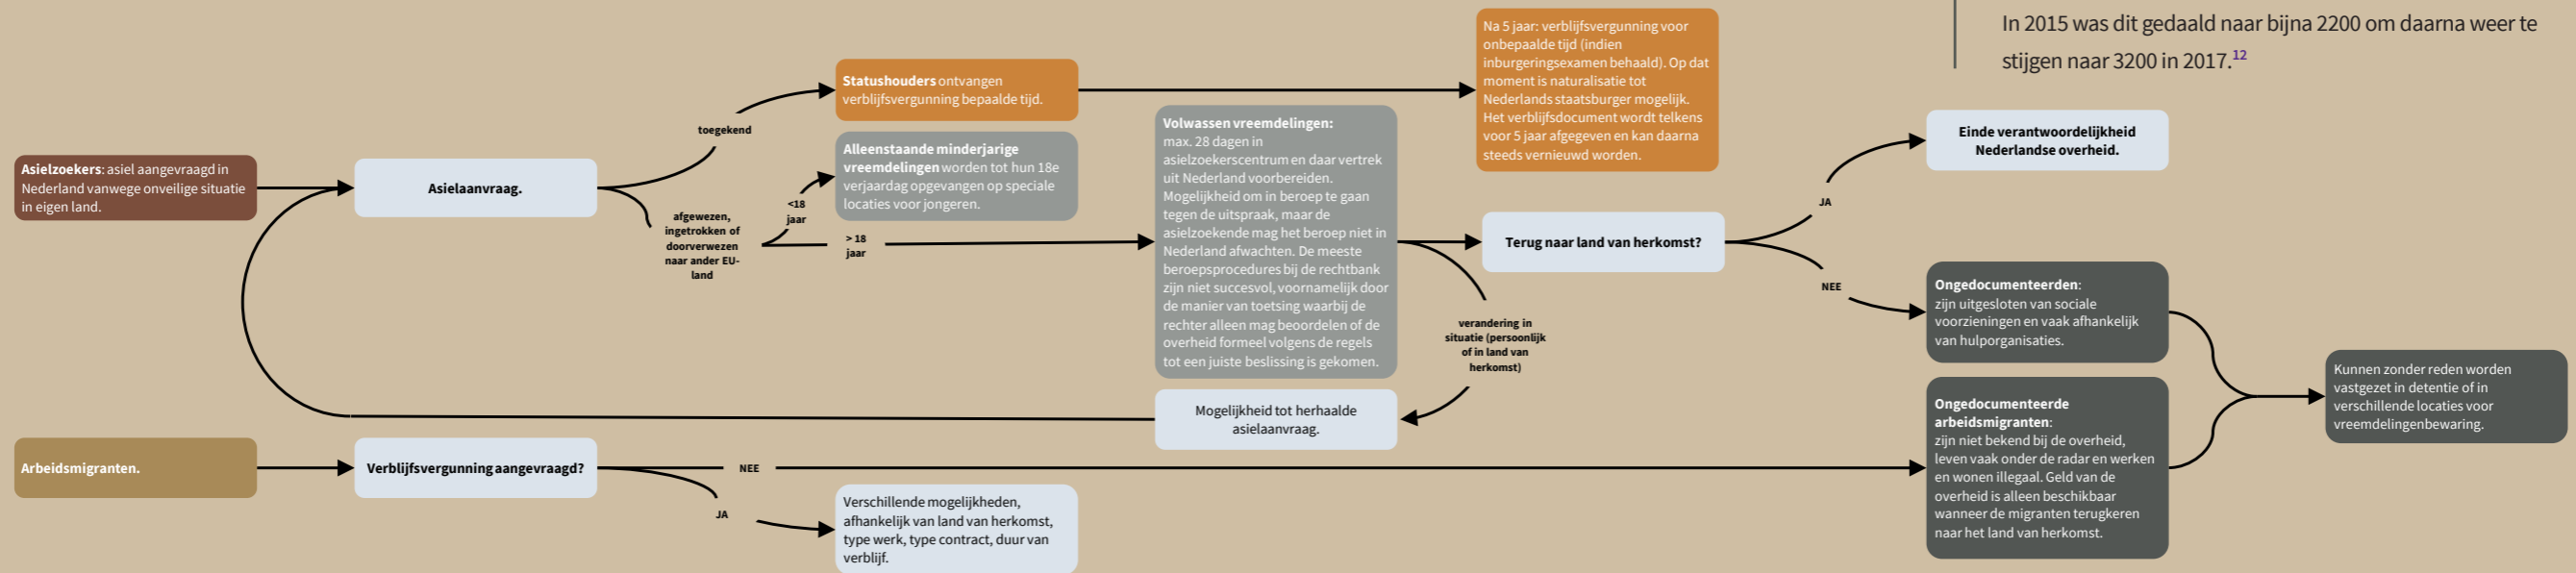 In 2015 was dit gedaald naar bijna 2200 om daarna weer te
stijgen naar 3200 in 2017.12
Asielzoekers: asiel aangevraagd in
Nederland vanwege onveilige situatie
in eigen land.
Asielaanvraag.
toegekend
afgewezen,
ingetrokken of
doorverwezen
naar ander EU-
land
<18
jaar
> 18
jaar
Statushouders ontvangen
verblijfsvergunning bepaalde tijd.
Alleenstaande minderjarige
vreemdelingen worden tot hun 18e
verjaardag opgevangen op speciale
locaties voor jongeren.
Volwassen vreemdelingen:
max. 28 dagen in
asielzoekerscentrum en daar vertrek
uit Nederland voorbereiden.
Mogelijkheid om in beroep te gaan
tegen de uitspraak, maar de
asielzoekende mag het beroep niet in
Nederland afwachten. De meeste
beroepsprocedures bij de rechtbank
zijn niet succesvol, voornamelijk door
de manier van toetsing waarbij de
rechter alleen mag beoordelen of de
overheid formeel volgens de regels
tot een juiste beslissing is gekomen.
Na 5 jaar: verblijfsvergunning voor
onbepaalde tijd (indien
inburgeringsexamen behaald). Op dat
moment is naturalisatie tot
Nederlands staatsburger mogelijk.
Het verblijfsdocument wordt telkens
voor 5 jaar afgegeven en kan daarna
steeds vernieuwd worden.
Terug naar land van herkomst?
verandering in
situatie (persoonlijk
of in land van
herkomst)
Mogelijkheid tot herhaalde
asielaanvraag.
JA
Einde verantwoordelijkheid
Nederlandse overheid.
NEE
Ongedocumenteerden:
zijn uitgesloten van sociale
voorzieningen en vaak afhankelijk
van hulporganisaties.
Arbeidsmigranten.
Verblijfsvergunning aangevraagd?
NEE
JA
Verschillende mogelijkheden,
afhankelijk van land van herkomst,
type werk, type contract, duur van
verblijf.
Ongedocumenteerde
arbeidsmigranten:
zijn niet bekend bij de overheid,
leven vaak onder de radar en werken
en wonen illegaal. Geld van de
overheid is alleen beschikbaar
wanneer de migranten terugkeren
naar het land van herkomst.
Kunnen zonder reden worden
vastgezet in detentie of in
verschillende locaties voor
vreemdelingenbewaring.